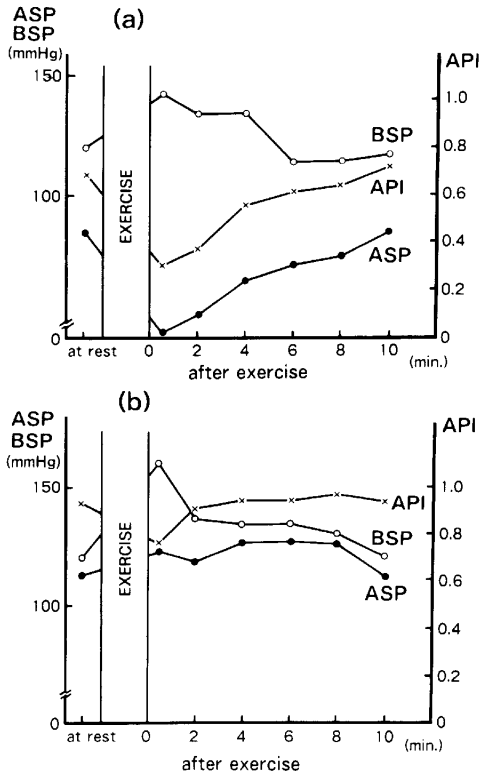 (a)
ASP
BSP
(mmHg)
API
150
100
0
1.0
0.8
0.6
0.4
0.2
0
EXERCISE
BSP
API
ASP
at rest
0 2 4 6 8 10
(min.)
after exercise
(b)
ASP
BSP
(mmHg)
API
150
100
0
1.0
0.8
0.6
0.4
0.2
0
EXERCISE
API
BSP
ASP
at rest
0 2 4 6 8 10
(min.)
after exercise